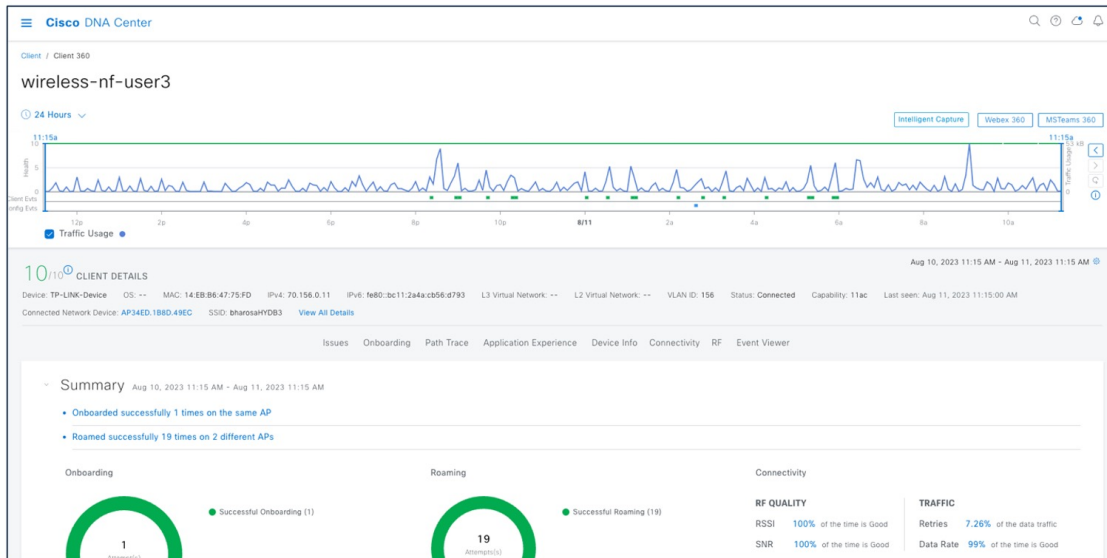 Cisco DNA Center
Client / Client 360
wireless-nf-user3
24 Hours
Intelligent Capture Webex 360 MSTeams 360
11:15a 11:15a
10 53 kB
Health
5
0 0
Traffic Usage
Client Evts
Config Evts
12p 2p 4p 6p 8p 10p 8/11 2a 4a 6a 8a 10a
Traffic Usage
Aug 10, 2023 11:15 AM - Aug 11, 2023 11:15 AM
10/10 CLIENT DETAILS
Device: TP-LINK-Device OS: -- MAC: 14:EB:B6:47:75:FD IPv4: 70.156.0.11 IPv6: fe80::bc11:2a4a:cb56:d793 L3 Virtual Network: -- L2 Virtual Network: -- VLAN ID: 156 Status: Connected Capability: 11ac Last seen: Aug 11, 2023 11:15:00 AM
Connected Network Device: AP34ED.1B8D.49EC SSID: bharosaHYDB3 View All Details
Issues Onboarding Path Trace Application Experience Device Info Connectivity RF Event Viewer
Summary Aug 10, 2023 11:15 AM - Aug 11, 2023 11:15 AM
Onboarded successfully 1 times on the same AP
Roamed successfully 19 times on 2 different APs
Onboarding Roaming Connectivity
RF QUALITY TRAFFIC
Successful Onboarding (1) Successful Roaming (19)
RSSI 100% of the time is Good Retries 7.26% of the data traffic
1 19
SNR 100% of the time is Good Data Rate 99% of the time is Good
Attempt(s) Attempts(s)